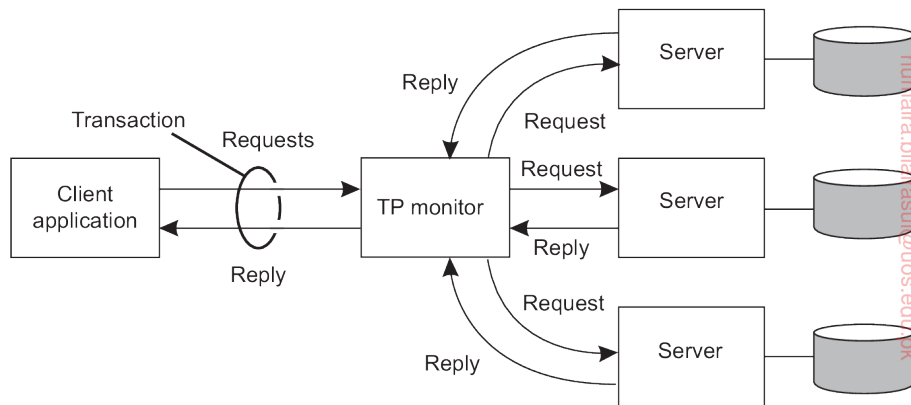 Transaction
Requests
Client
application
Reply
TP monitor
Reply
Request
Server
Request
Reply
Server
Request
Reply
Server